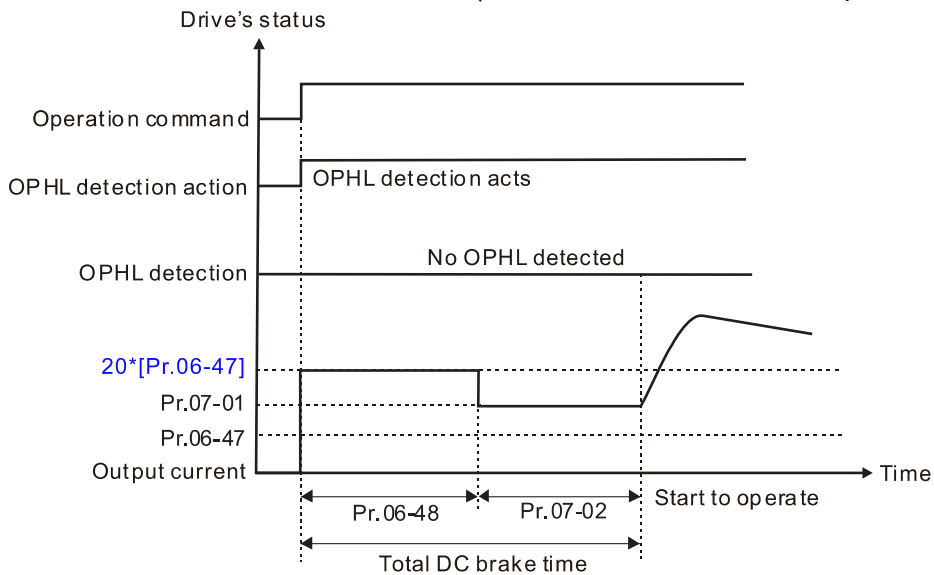 Drive's status
Operation command
OPHL detection action
OPHL detection acts
OPHL detection
No OPHL detected
20*[Pr.06-47]
Pr.07-01
Pr.06-47
Output current
Time
Pr.06-48
Pr.07-02
Start to operate
Total DC brake time